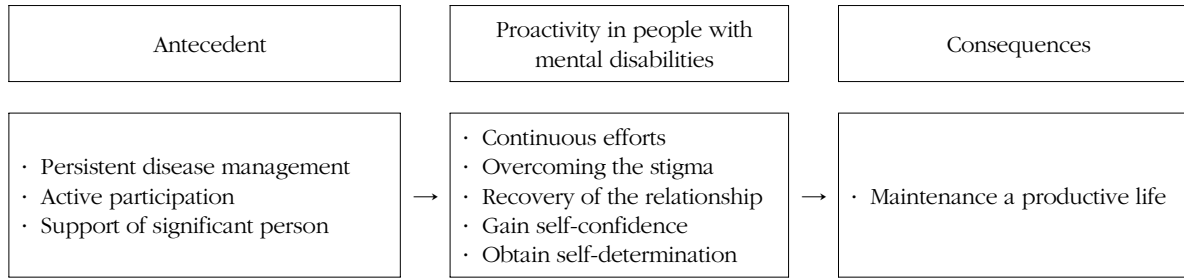 Antecedent
Proactivity in people with
mental disabilities
Consequences
· Persistent disease management
· Active participation
· Support of significant person
→
· Continuous efforts
· Overcoming the stigma
· Recovery of the relationship
· Gain self-confidence
· Obtain self-determination
→
· Maintenance a productive life